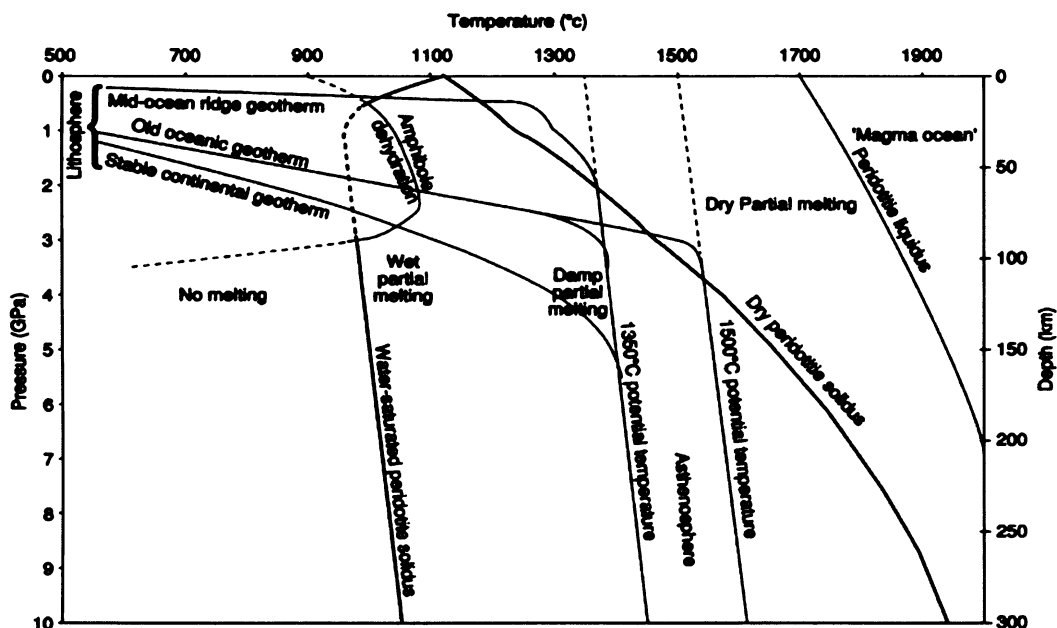 Temperature (°c)
500 700 900 1100 1300 1500 1700 1900
0
1
2
3
4
5
6
7
8
9
10
Pressure (GPa)
Lithosphere
Mid-ocean ridge geotherm
Old oceanic geotherm
Stable continental geotherm
Amphibole
dehydration
No melting
Wet
partial
melting
Damp
partial
melting
Dry Partial melting
'Magma ocean'
Peridotitie liquidus
Dry peridotitie solidus
Water-saturated peridotite solidus
1350°C potential temperature
Asthenosphere
1500°C potential temperature
0
50
100
150
200
250
300
Depth (km)